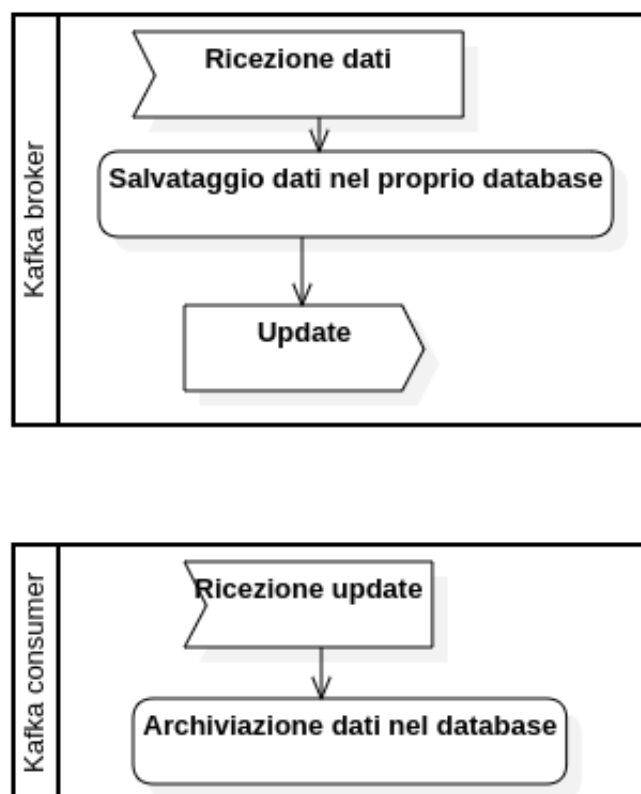 Kafka broker
Ricezione dati
Salvataggio dati nel proprio database
Update
Kafka consumer
Ricezione update
Archiviazione dati nel database